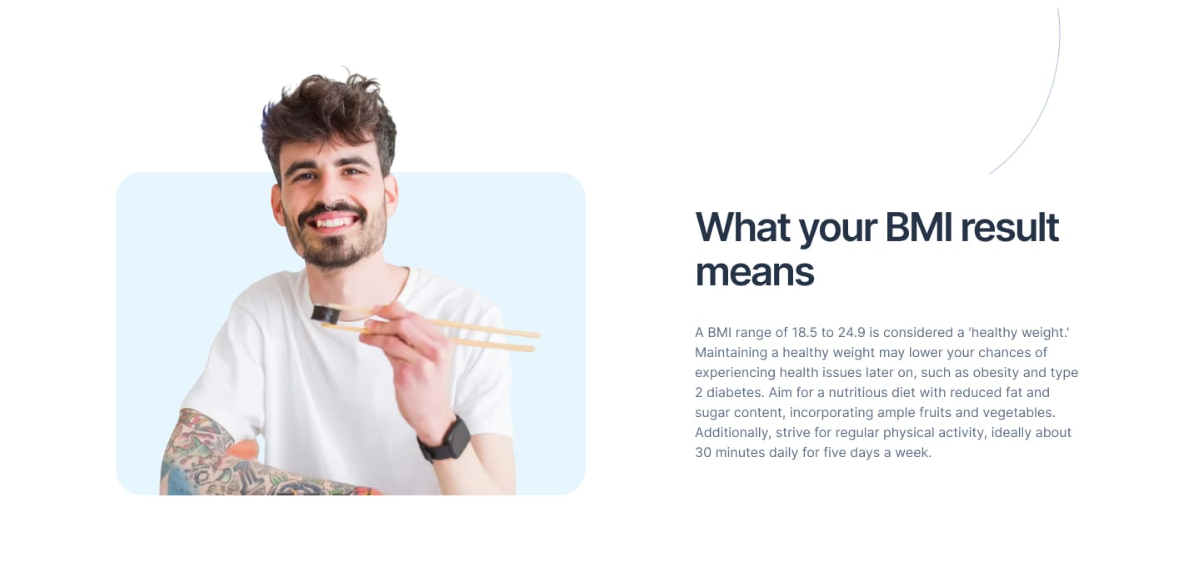 What your BMI result
means
A BMI range of 18.5 to 24.9 is considered a 'healthy weight.'
Maintaining a healthy weight may lower your chances of
experiencing health issues later on, such as obesity and type
2 diabetes. Aim for a nutritious diet with reduced fat and
sugar content, incorporating ample fruits and vegetables.
Additionally, strive for regular physical activity, ideally about
30 minutes daily for five days a week.